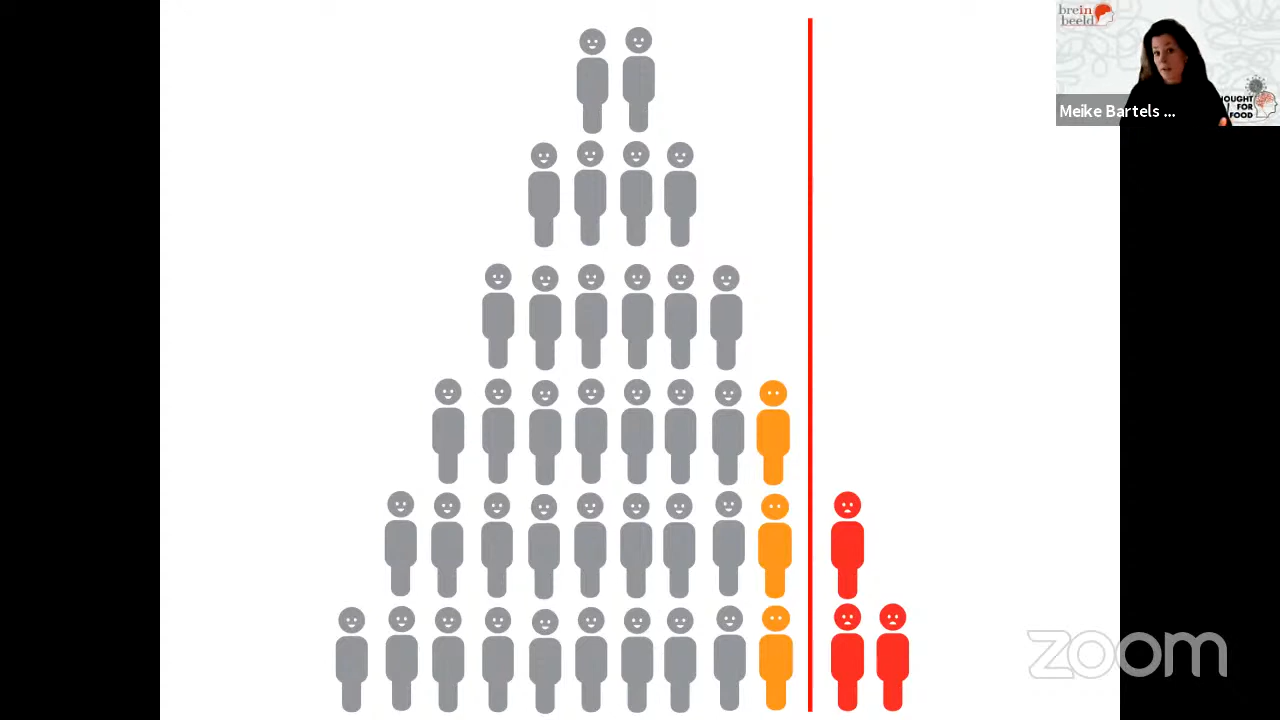 brein
beeld
Meike Bartels ...
OUGHT
FOR
FOOD
zoom